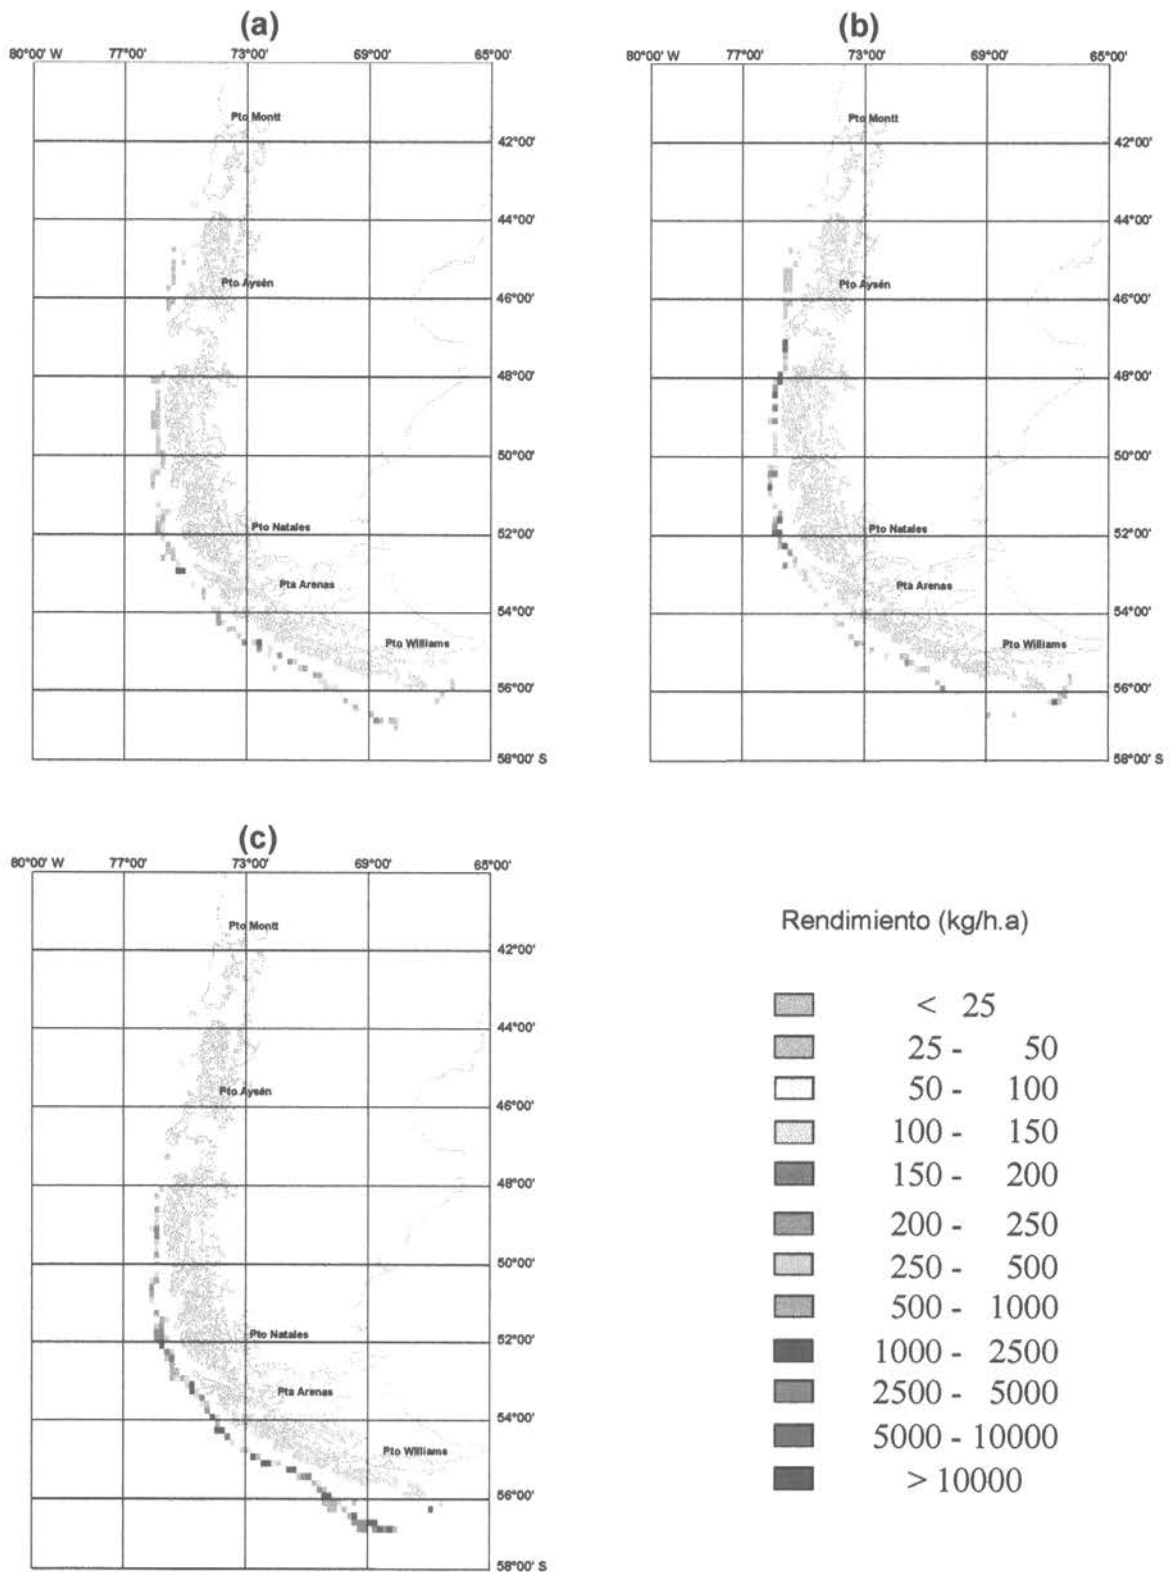 (a)
80°00' W 77°00' 73°00' 69°00' 65°00'
Pto Montt
42°00'
44°00'
Pto Aysén
46°00'
48°00'
50°00'
Pto Natales
52°00'
Pta Arenas
54°00'
Pto Williams
56°00'
58°00' S
(b)
80°00' W 77°00' 73°00' 69°00' 65°00'
Pto Montt
42°00'
44°00'
Pto Aysén
46°00'
48°00'
50°00'
Pto Natales
52°00'
Pta Arenas
54°00'
Pto Williams
56°00'
58°00' S
(c)
80°00' W 77°00' 73°00' 69°00' 65°00'
Pto Montt
42°00'
44°00'
Pto Aysén
46°00'
48°00'
50°00'
Pto Natales
52°00'
Pta Arenas
54°00'
Pto Williams
56°00'
58°00' S
Rendimiento (kg/h.a)
< 25
25 - 50
50 - 100
100 - 150
150 - 200
200 - 250
250 - 500
500 - 1000
1000 - 2500
2500 - 5000
5000 - 10000
> 10000